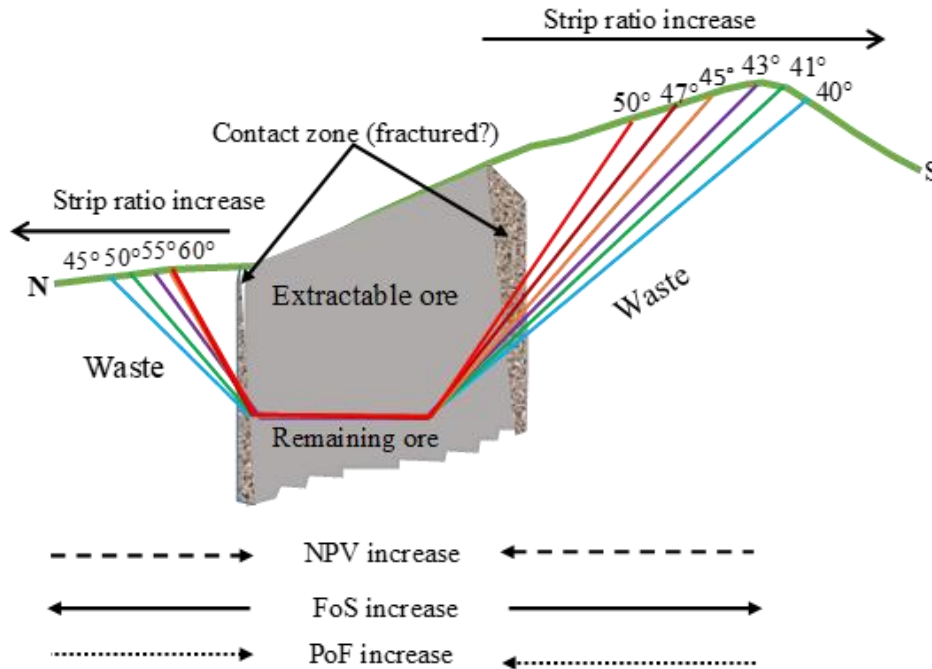 Strip ratio increase
50° 47° 45° 43° 41° 40°
Contact zone (fractured?)
S
Strip ratio increase
45° 50° 55° 60°
N
Extractable ore
Waste
Waste
Remaining ore
NPV increase
FoS increase
PoF increase